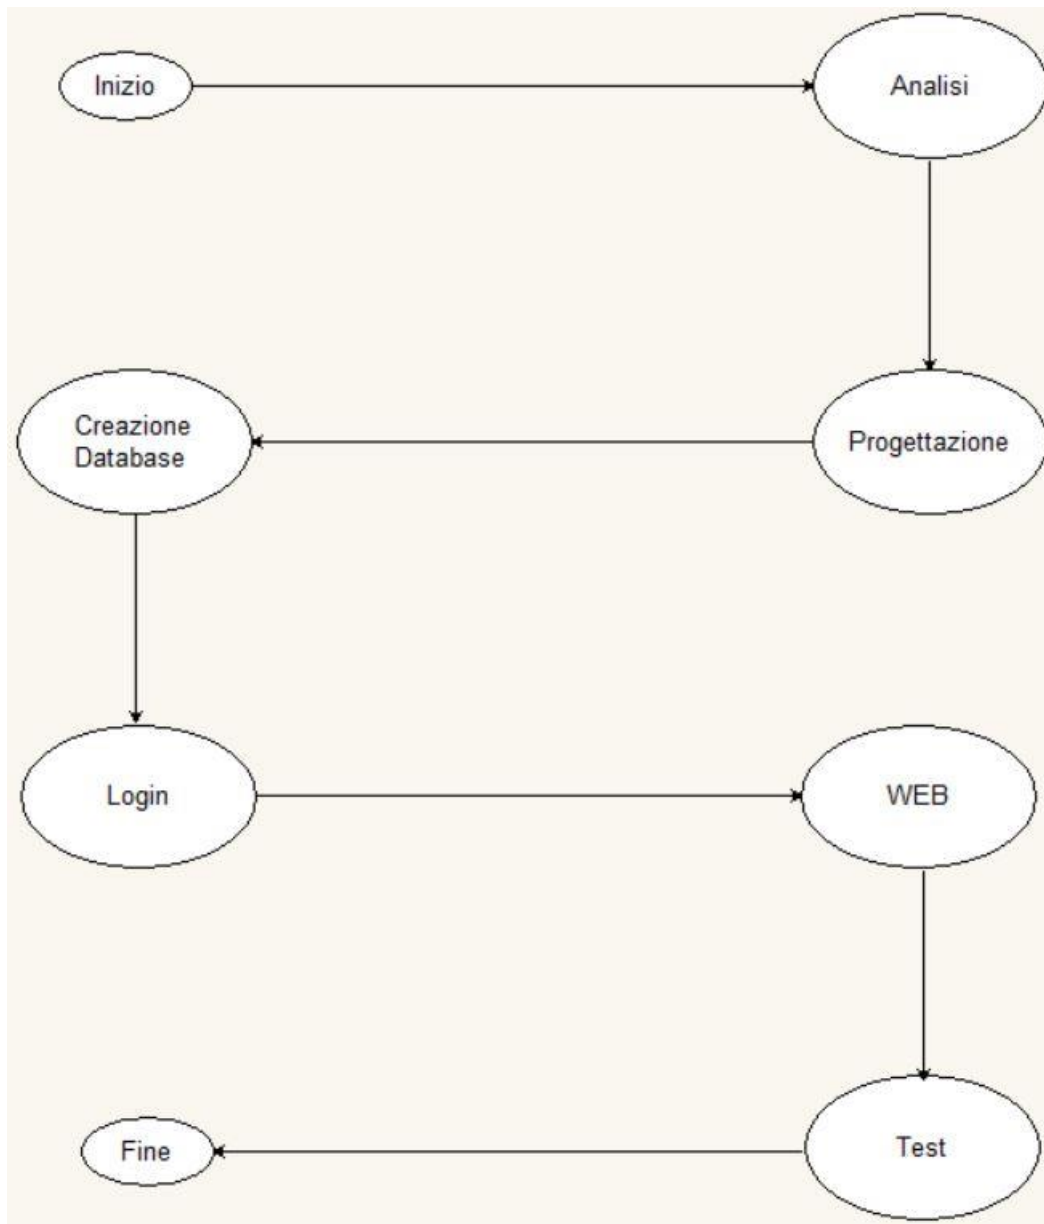 Inizio
Analisi
Progettazione
Creazione
Database
Login
WEB
Test
Fine